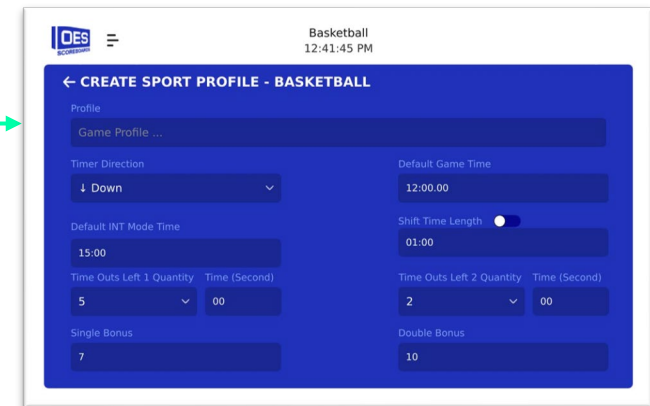 OES
SCOREBOARDS
Basketball
12:41:45 PM
← CREATE SPORT PROFILE - BASKETBALL
Profile
Game Profile ...
Timer Direction
Default Game Time
↓ Down
12:00.00
Default INT Mode Time
Shift Time Length
15:00
01:00
Time Outs Left 1 Quantity Time (Second)
Time Outs Left 2 Quantity Time (Second)
5 00
2 00
Single Bonus
Double Bonus
7
10